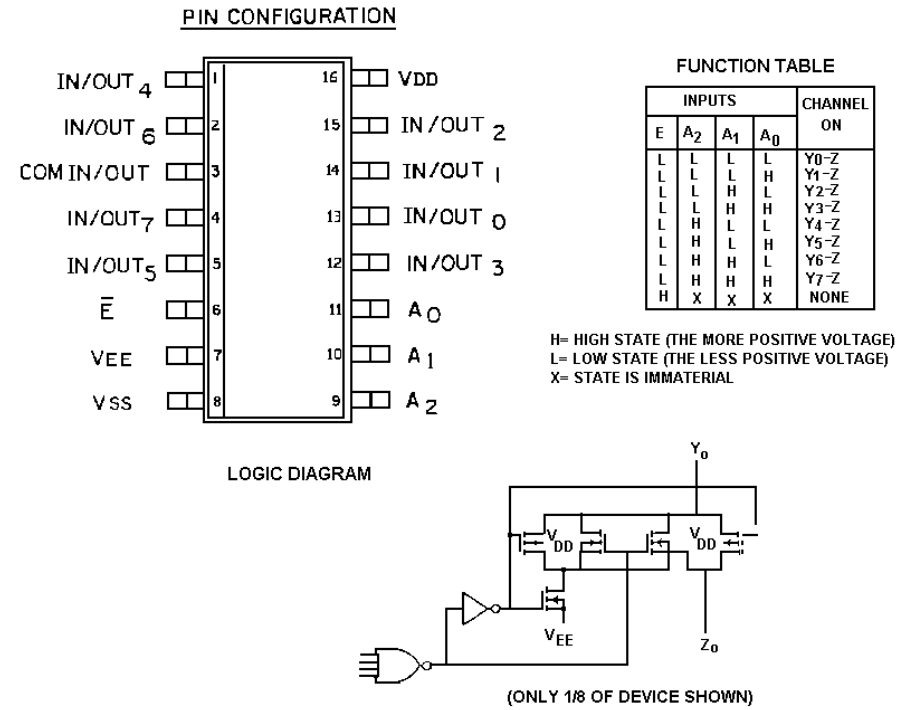 PIN CONFIGURATION
IN/OUT 4 1 16 VDD
IN/OUT 6 2 15 IN/OUT 2
COM IN/OUT 3 14 IN/OUT 1
IN/OUT 7 4 13 IN/OUT 0
IN/OUT 5 5 12 IN/OUT 3
E̅ 6 11 A0
VEE 7 10 A1
VSS 8 9 A2
FUNCTION TABLE
INPUTS CHANNEL ON
E A2 A1 A0
L L L L Y0-Z
L L L H Y1-Z
L L H L Y2-Z
L L H H Y3-Z
L H L L Y4-Z
L H L H Y5-Z
L H H L Y6-Z
L H H H Y7-Z
H X X X NONE
H= HIGH STATE (THE MORE POSITIVE VOLTAGE)
L= LOW STATE (THE LESS POSITIVE VOLTAGE)
X= STATE IS IMMATERIAL
LOGIC DIAGRAM
Y0
VDD VDD
VEE
Z0
(ONLY 1/8 OF DEVICE SHOWN)